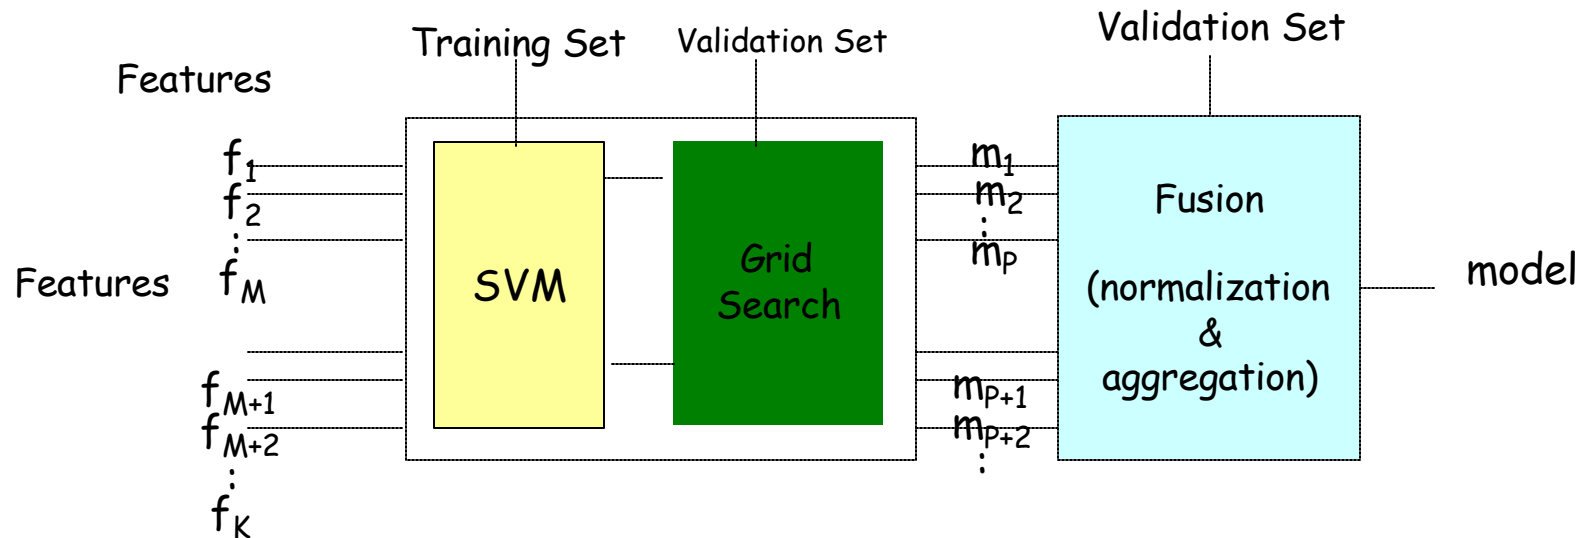 Training Set
Validation Set
Validation Set
Features
f1
f2
⋮
fM
Features
fM+1
fM+2
⋮
fK
SVM
Grid
Search
m1
m2
⋮
mP
mP+1
mP+2
⋮
Fusion
(normalization
&
aggregation)
model